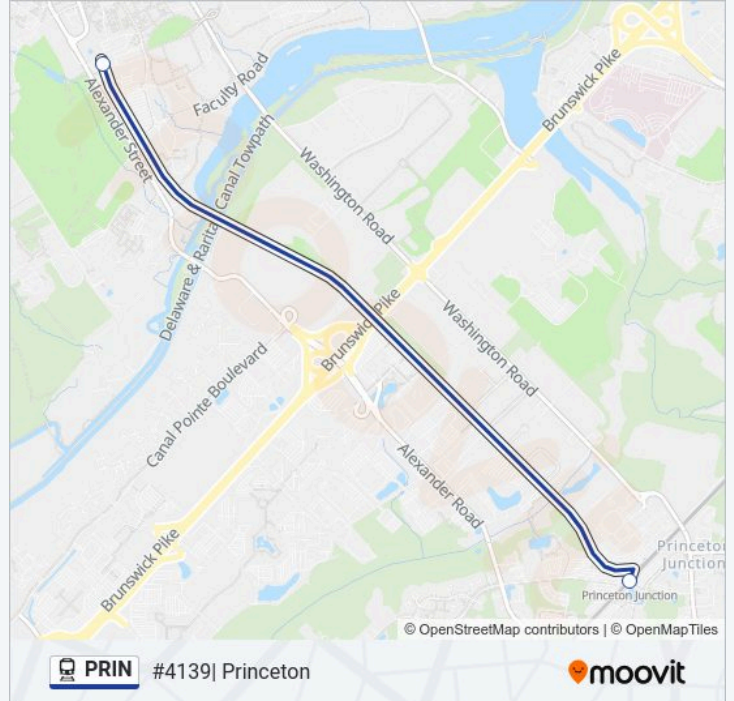 Faculty Road
Brunswick Pike
Alexander Street
Delaware & Raritan Canal Towpath
Washington Road
Brunswick Pike
Washington Road
Canal Pointe Boulevard
Alexander Road
Brunswick Pike
Princeton
Junction
Princeton Junction
© OpenStreetMap contributors | © OpenMapTiles
PRIN #4139| Princeton
moovit